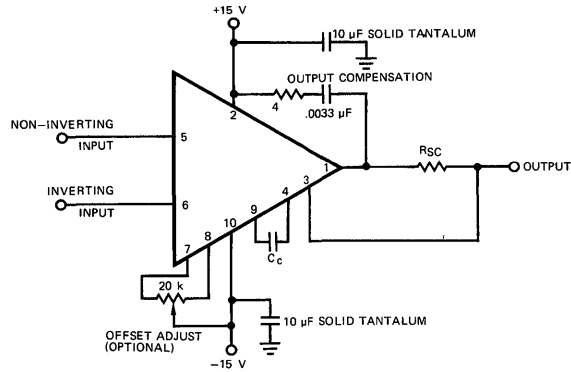 +15 V
10 µF SOLID TANTALUM
OUTPUT COMPENSATION
4
.0033 µF
2
NON-INVERTING
INPUT
5
RSC
1
OUTPUT
3
4
INVERTING
INPUT
6
9
10
8
7
CC
20 k
10 µF SOLID TANTALUM
OFFSET ADJUST
(OPTIONAL)
−15 V